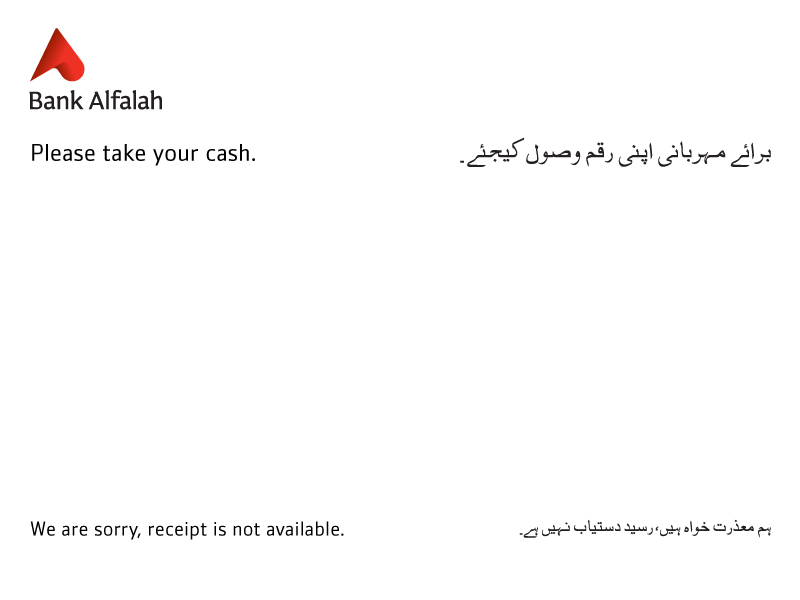 Bank Alfalah
Please take your cash.
برائے مہربانی اپنی رقم وصول کیجئے۔
We are sorry, receipt is not available.
ہم معذرت خواہ ہیں، رسید دستیاب نہیں ہے۔